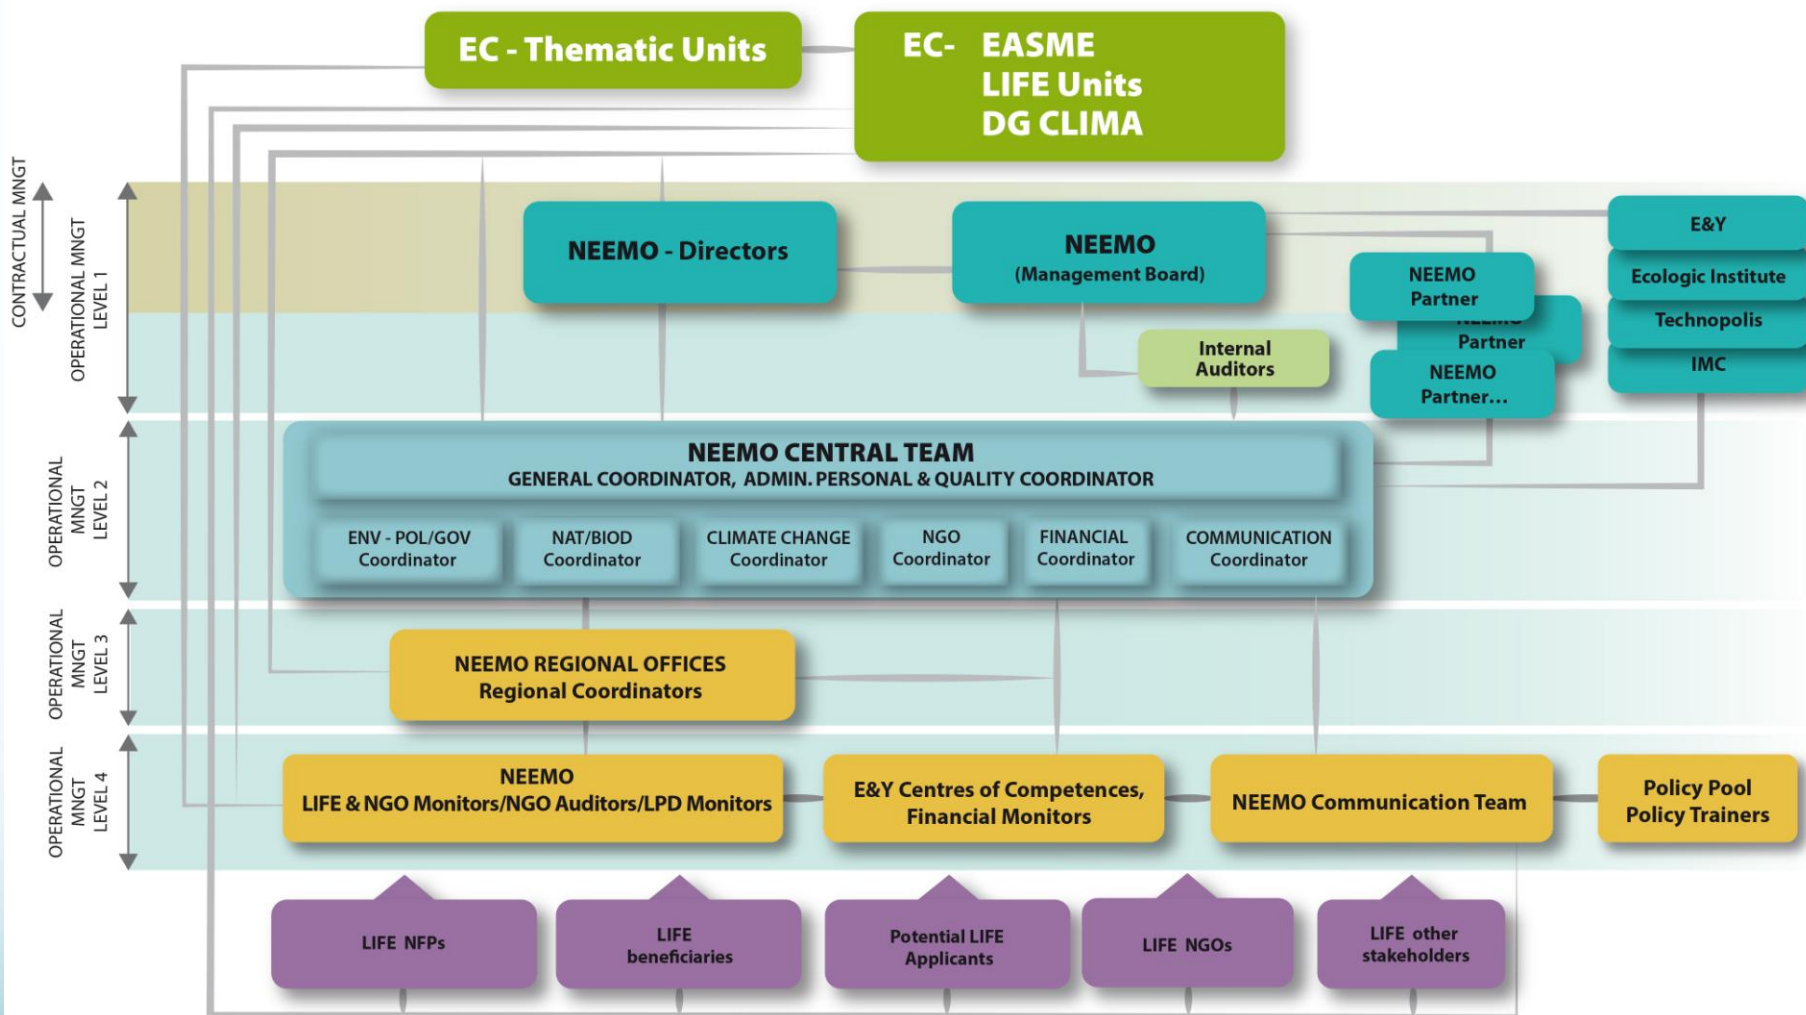 EC - Thematic Units
EC- EASME
LIFE Units
DG CLIMA
CONTRACTUAL MNGT
OPERATIONAL MNGT
LEVEL 1
NEEMO - Directors
NEEMO
(Management Board)
E&Y
Ecologic Institute
Technopolis
IMC
NEEMO
Partner
NEEMO
Partner
NEEMO
Partner...
Internal
Auditors
OPERATIONAL
MNGT
LEVEL 2
NEEMO CENTRAL TEAM
GENERAL COORDINATOR, ADMIN. PERSONAL & QUALITY COORDINATOR
ENV - POL/GOV
Coordinator
NAT/BIOD
Coordinator
CLIMATE CHANGE
Coordinator
NGO
Coordinator
FINANCIAL
Coordinator
COMMUNICATION
Coordinator
OPERATIONAL
MNGT
LEVEL 3
NEEMO REGIONAL OFFICES
Regional Coordinators
OPERATIONAL
MNGT
LEVEL 4
NEEMO
LIFE & NGO Monitors/NGO Auditors/LPD Monitors
E&Y Centres of Competences,
Financial Monitors
NEEMO Communication Team
Policy Pool
Policy Trainers
LIFE NFPs
LIFE
beneficiaries
Potential LIFE
Applicants
LIFE NGOs
LIFE other
stakeholders